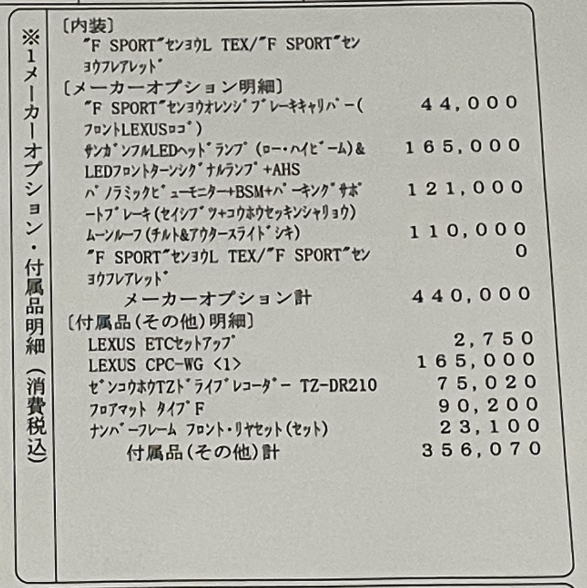 ※1メーカーオプション・付属品明細(消費税込)
〔内装〕
"F SPORT"ｾﾝﾖｳL TEX/"F SPORT"ｾﾝ
ﾖｳﾌﾚｱﾚｯﾄﾞ
〔メーカーオプション明細〕
"F SPORT"ｾﾝﾖｳｵﾚﾝｼﾞﾌﾞﾚｰｷｷｬﾘﾊﾟｰ( 44,000
ﾌﾛﾝﾄLEXUSﾛｺﾞ)
ｻﾝｶﾞﾝﾌﾙLEDﾍｯﾄﾞﾗﾝﾌﾟ(ﾛｰ・ﾊｲﾋﾞｰﾑ)& 165,000
LEDﾌﾛﾝﾄﾀｰﾝｼｸﾞﾅﾙﾗﾝﾌﾟ+AHS
ﾊﾟﾉﾗﾐｯｸﾋﾞｭｰﾓﾆﾀｰ+BSM+ﾊﾟｰｷﾝｸﾞｻﾎﾟ 121,000
ｰﾄﾌﾞﾚｰｷ(ｾｲｼﾌﾞﾂ+ｺｳﾎｳｾｯｷﾝｼｬﾘｮｳ)
ﾑｰﾝﾙｰﾌ(ﾁﾙﾄ&ｱｳﾀｰｽﾗｲﾄﾞｼｷ) 110,000
"F SPORT"ｾﾝﾖｳL TEX/"F SPORT"ｾﾝ 0
ﾖｳﾌﾚｱﾚｯﾄﾞ
メーカーオプション計 440,000
〔付属品(その他)明細〕
LEXUS ETCｾｯﾄｱｯﾌﾟ 2,750
LEXUS CPC-WG <1> 165,000
ｾﾞﾝｺｳﾎｳTZﾄﾞﾗｲﾌﾞﾚｺｰﾀﾞｰ TZ-DR210 75,020
ﾌﾛｱﾏｯﾄ ﾀｲﾌﾟF 90,200
ﾅﾝﾊﾞｰﾌﾚｰﾑ ﾌﾛﾝﾄ・ﾘﾔｾｯﾄ(ｾｯﾄ) 23,100
付属品(その他)計 356,070